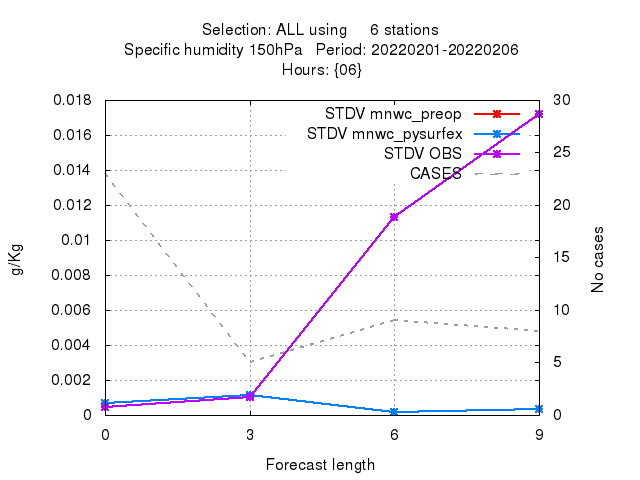 Selection: ALL using     6 stations
Specific humidity 150hPa   Period: 20220201-20220206
Hours: {06}
STDV mnwc_preop
STDV mnwc_pysurfex
STDV OBS
CASES
0.018
0.016
0.014
0.012
0.01
0.008
0.006
0.004
0.002
0
30
25
20
15
10
5
0
g/Kg
No cases
0 3 6 9
Forecast length